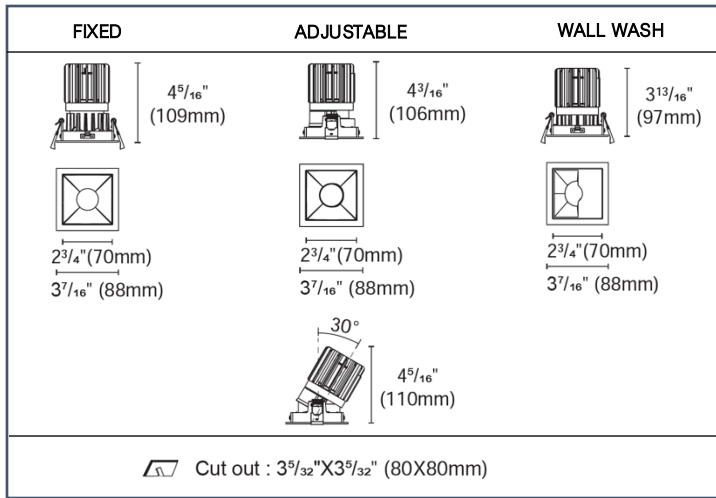 FIXED
ADJUSTABLE
WALL WASH
4⁵/₁₆"
(109mm)
4³/₁₆"
(106mm)
3¹³/₁₆"
(97mm)
2³/₄"(70mm)
3⁷/₁₆" (88mm)
2³/₄"(70mm)
3⁷/₁₆" (88mm)
2³/₄"(70mm)
3⁷/₁₆" (88mm)
30°
4⁵/₁₆"
(110mm)
Cut out : 3⁵/₃₂"X3⁵/₃₂" (80X80mm)